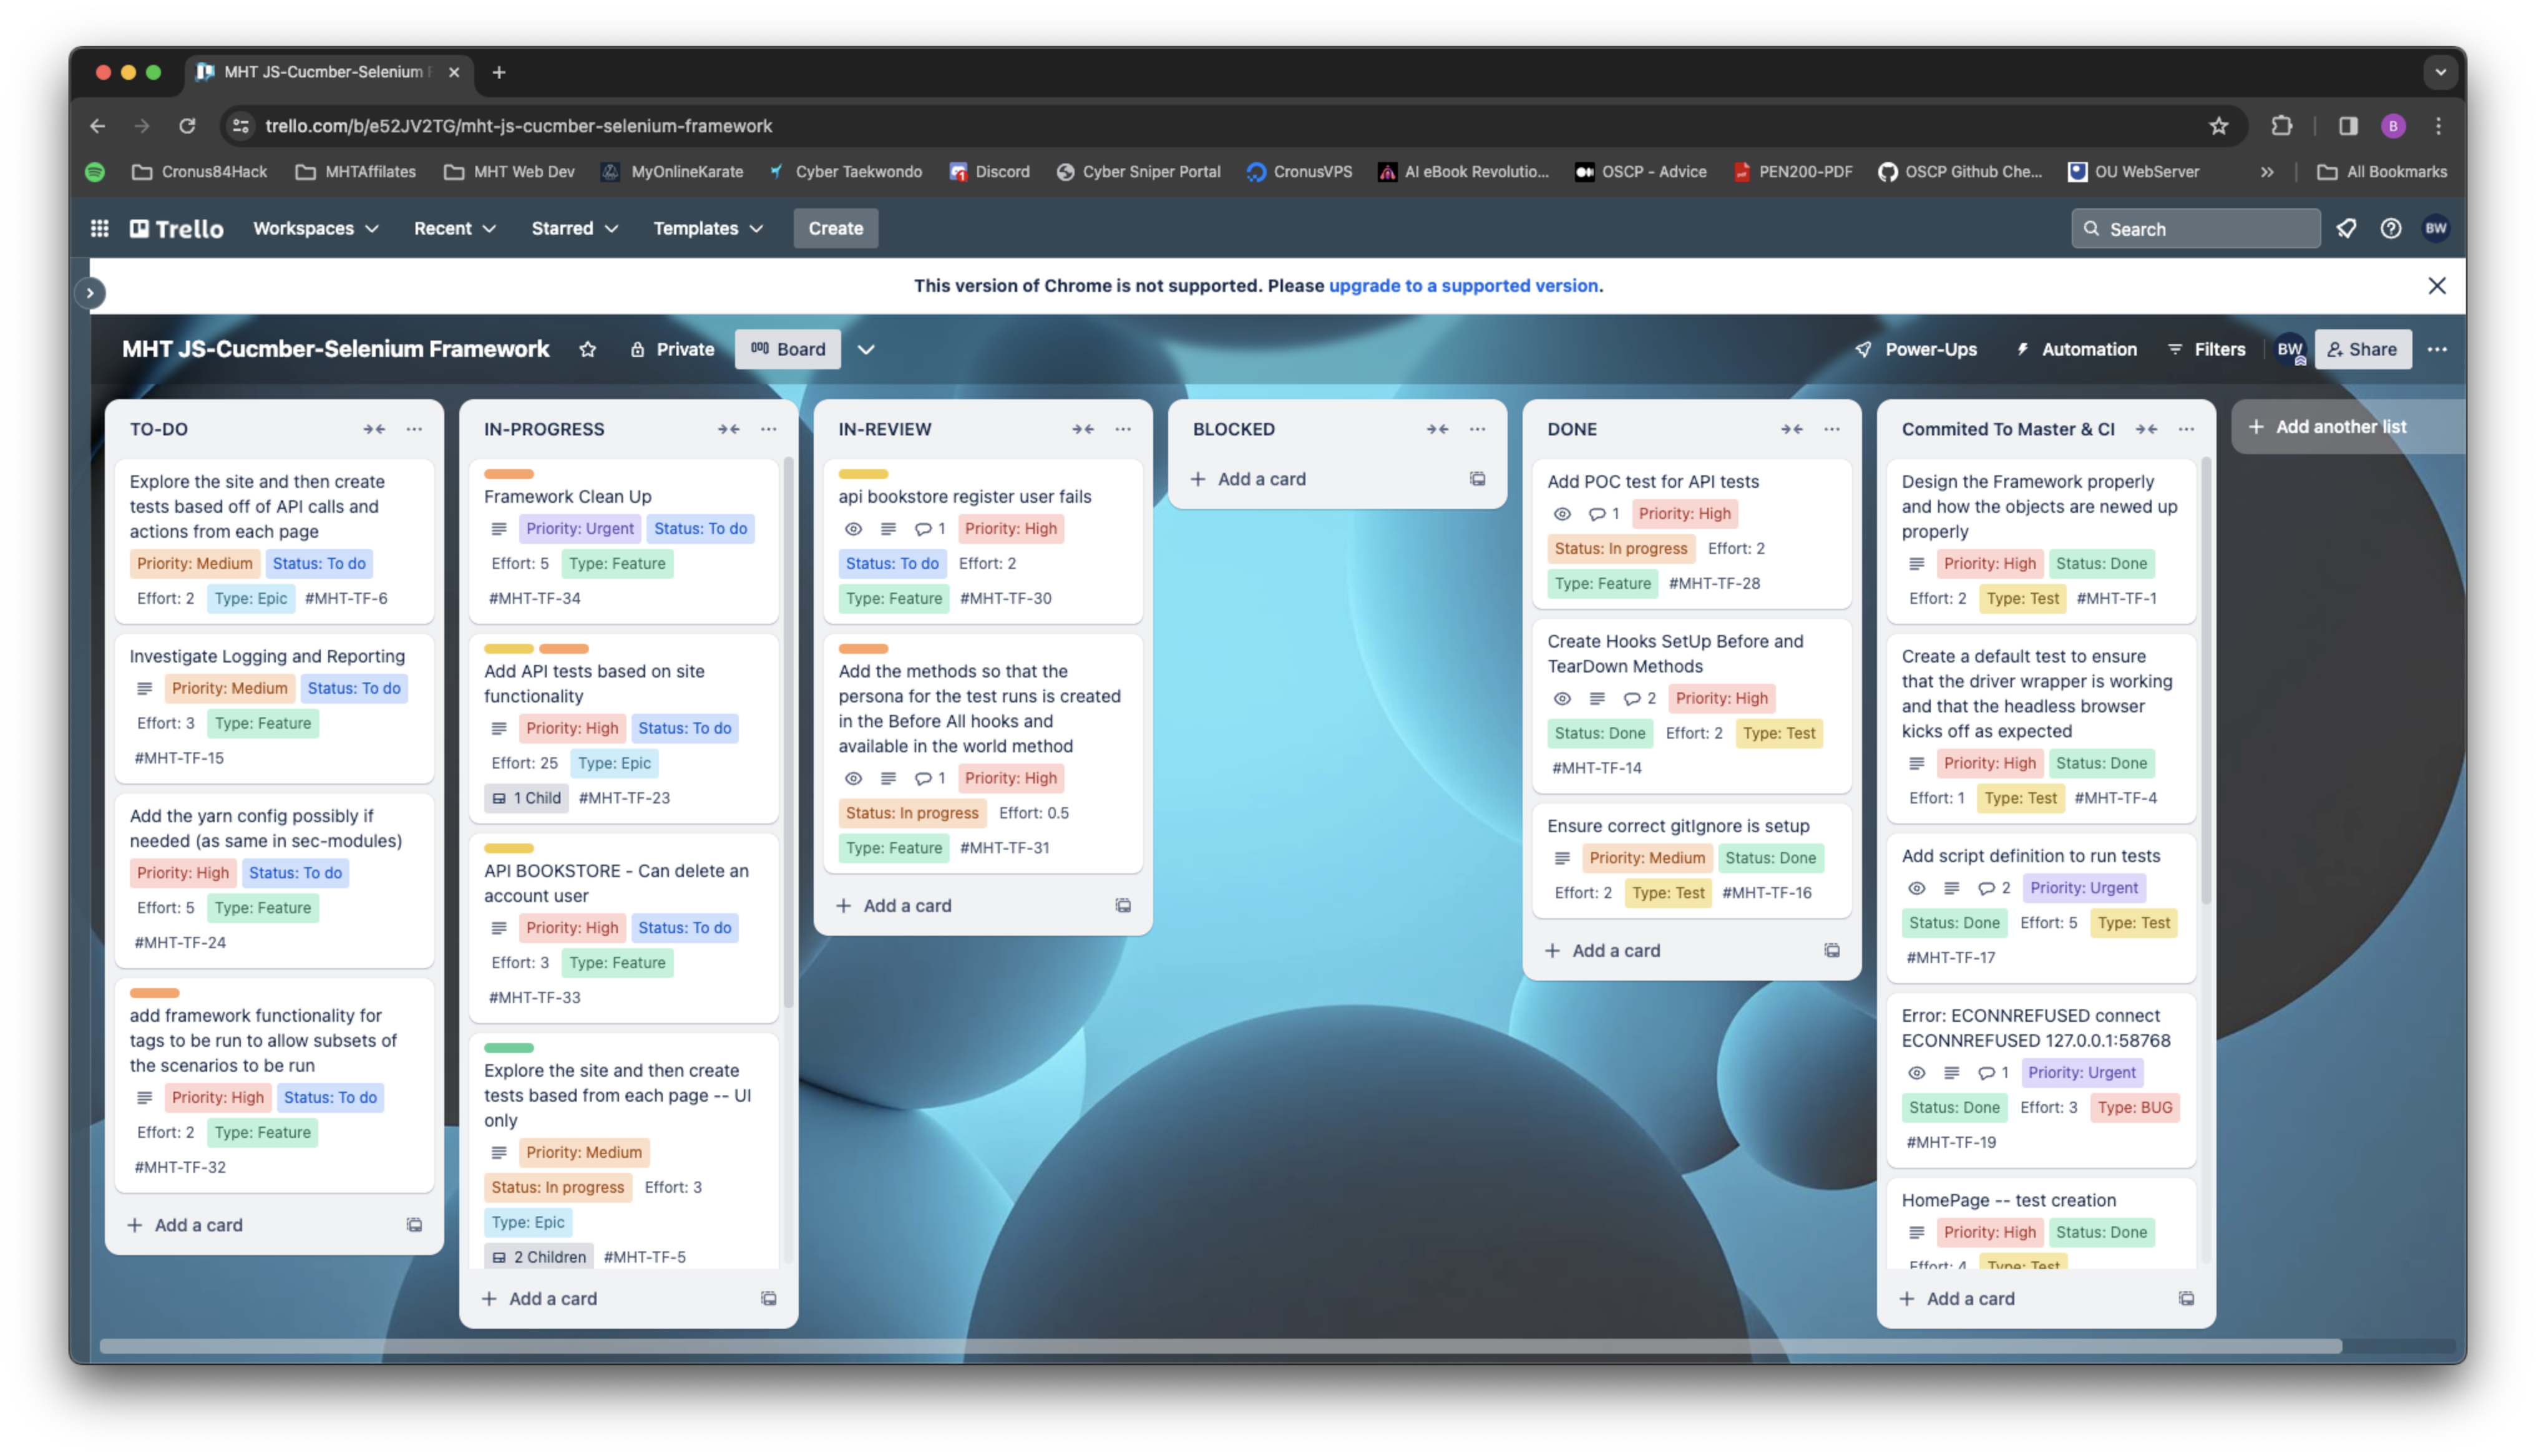 MHT JS-Cucmber-Selenium F
trello.com/b/e52JV2TG/mht-js-cucmber-selenium-framework
B
Cronus84Hack
MHTAffilates
MHT Web Dev
MyOnlineKarate
Cyber Taekwondo
Discord
Cyber Sniper Portal
CronusVPS
AI eBook Revolutio...
OSCP - Advice
PEN200-PDF
OSCP Github Che...
OU WebServer
All Bookmarks
Trello
Workspaces
Recent
Starred
Templates
Create
Search
BW
This version of Chrome is not supported. Please upgrade to a supported version.
MHT JS-Cucmber-Selenium Framework
Private
Board
Power-Ups
Automation
Filters
BW
Share
TO-DO
Explore the site and then create
tests based off of API calls and
actions from each page
Priority: Medium Status: To do
Effort: 2 Type: Epic #MHT-TF-6
Investigate Logging and Reporting
Priority: Medium Status: To do
Effort: 3 Type: Feature
#MHT-TF-15
Add the yarn config possibly if
needed (as same in sec-modules)
Priority: High Status: To do
Effort: 5 Type: Feature
#MHT-TF-24
add framework functionality for
tags to be run to allow subsets of
the scenarios to be run
Priority: High Status: To do
Effort: 2 Type: Feature
#MHT-TF-32
+ Add a card
IN-PROGRESS
Framework Clean Up
Priority: Urgent Status: To do
Effort: 5 Type: Feature
#MHT-TF-34
Add API tests based on site
functionality
Priority: High Status: To do
Effort: 25 Type: Epic
1 Child #MHT-TF-23
API BOOKSTORE - Can delete an
account user
Priority: High Status: To do
Effort: 3 Type: Feature
#MHT-TF-33
Explore the site and then create
tests based from each page -- UI
only
Priority: Medium
Status: In progress Effort: 3
Type: Epic
2 Children #MHT-TF-5
+ Add a card
IN-REVIEW
api bookstore register user fails
1 Priority: High
Status: To do Effort: 2
Type: Feature #MHT-TF-30
Add the methods so that the
persona for the test runs is created
in the Before All hooks and
available in the world method
1 Priority: High
Status: In progress Effort: 0.5
Type: Feature #MHT-TF-31
+ Add a card
BLOCKED
+ Add a card
DONE
Add POC test for API tests
1 Priority: High
Status: In progress Effort: 2
Type: Feature #MHT-TF-28
Create Hooks SetUp Before and
TearDown Methods
2 Priority: High
Status: Done Effort: 2 Type: Test
#MHT-TF-14
Ensure correct gitIgnore is setup
Priority: Medium Status: Done
Effort: 2 Type: Test #MHT-TF-16
+ Add a card
Commited To Master & CI
Design the Framework properly
and how the objects are newed up
properly
Priority: High Status: Done
Effort: 2 Type: Test #MHT-TF-1
Create a default test to ensure
that the driver wrapper is working
and that the headless browser
kicks off as expected
Priority: High Status: Done
Effort: 1 Type: Test #MHT-TF-4
Add script definition to run tests
2 Priority: Urgent
Status: Done Effort: 5 Type: Test
#MHT-TF-17
Error: ECONNREFUSED connect
ECONNREFUSED 127.0.0.1:58768
1 Priority: Urgent
Status: Done Effort: 3 Type: BUG
#MHT-TF-19
HomePage -- test creation
Priority: High Status: Done
Effort: 4 Type: Test
+ Add a card
+ Add another list